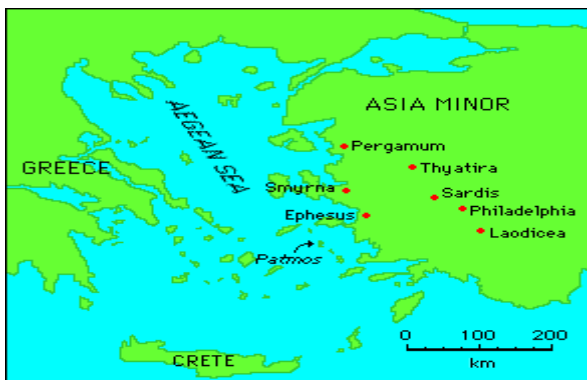 ASIA MINOR
AEGEAN SEA
Pergamum
GREECE
Thyatira
Smyrna
Sardis
Philadelphia
Ephesus
Laodicea
Patmos
0 100 200
km
CRETE